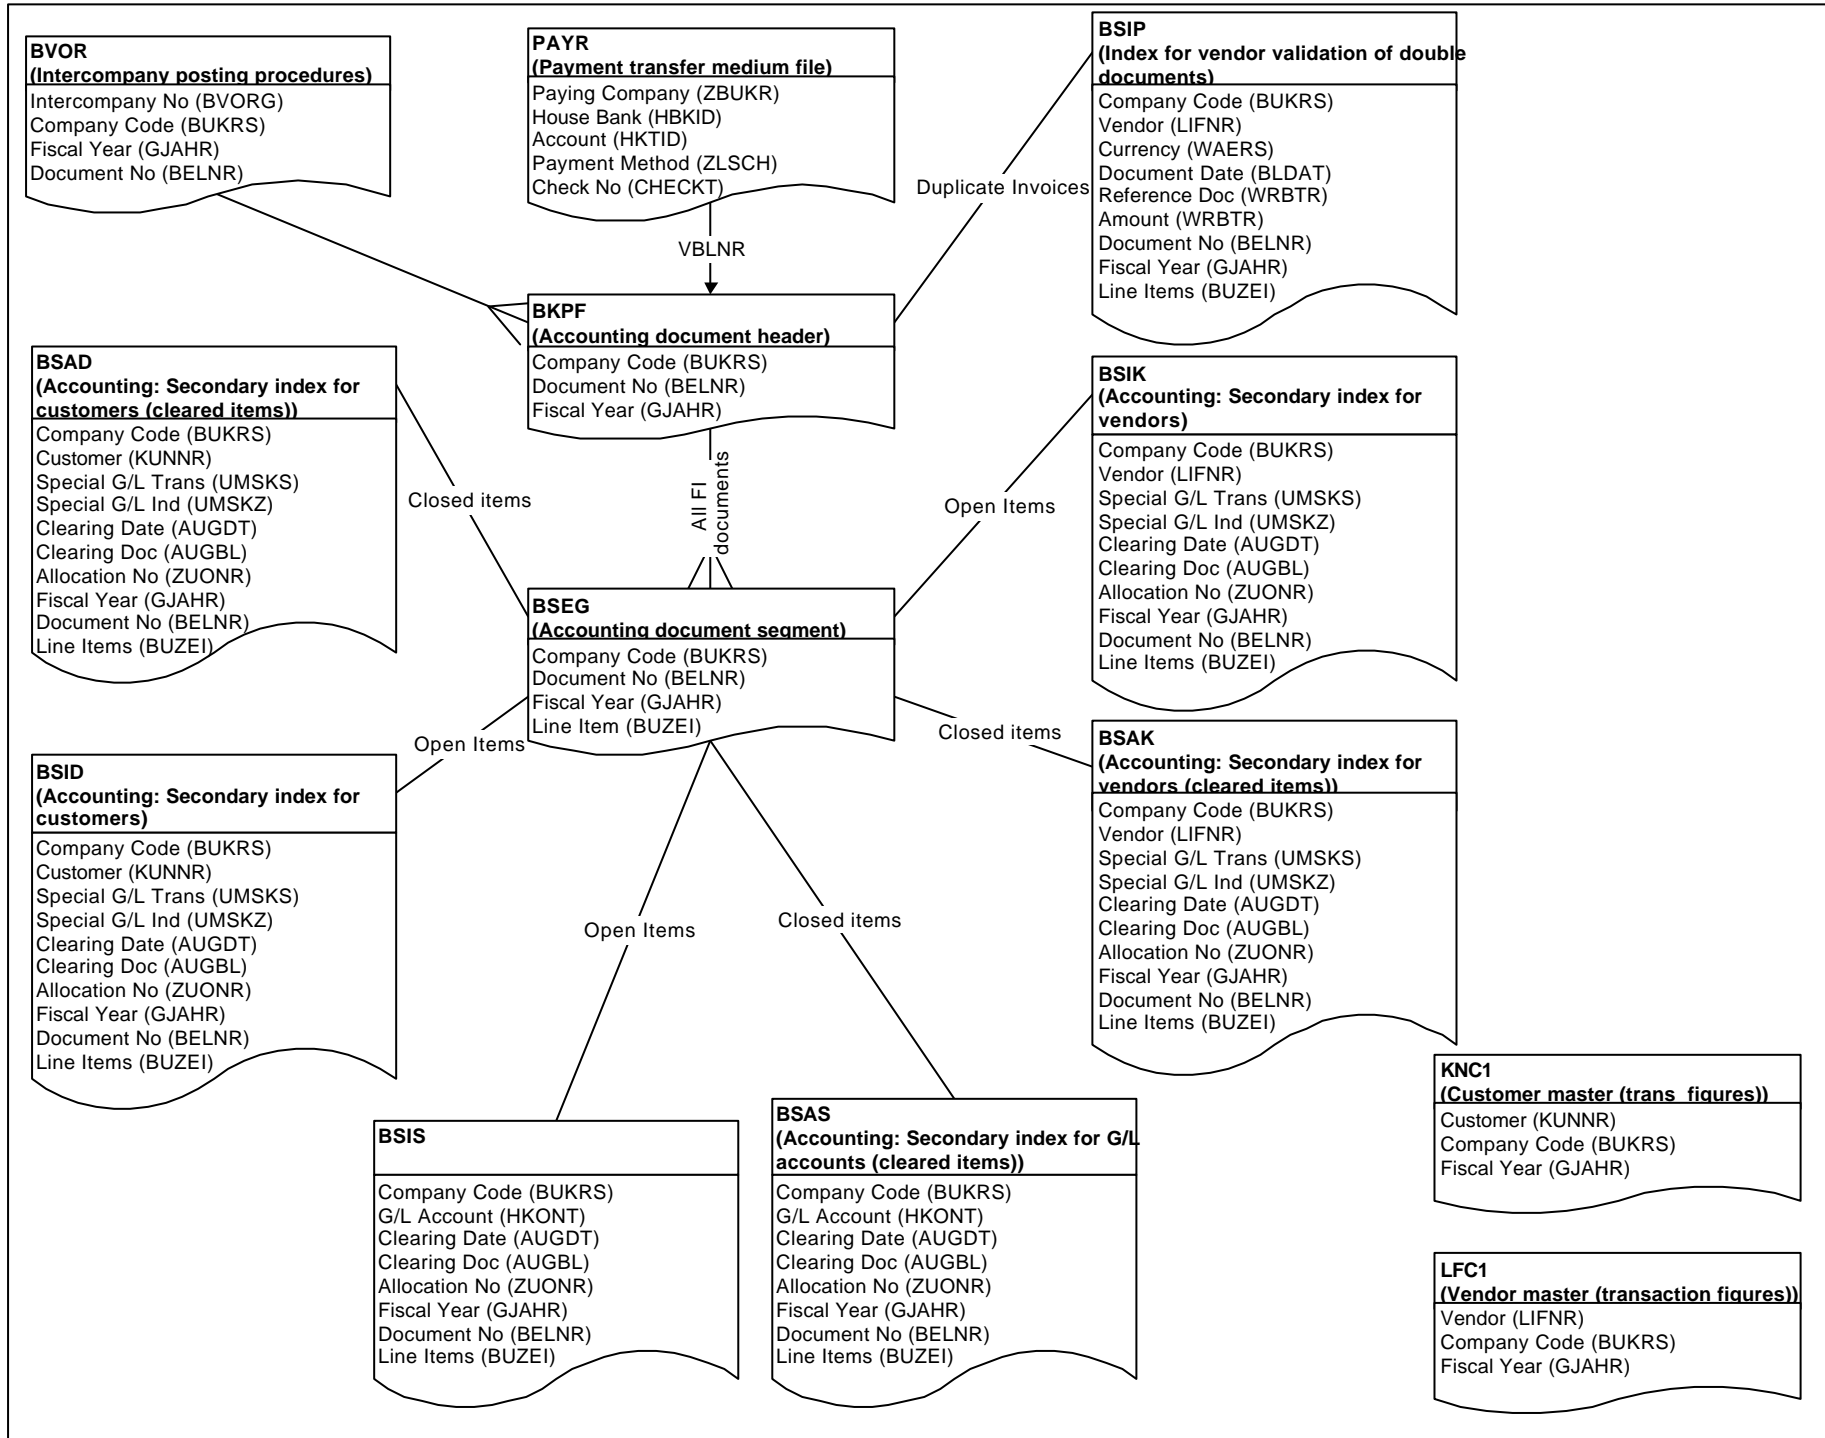 BVOR
(Intercompany posting procedures)
Intercompany No (BVORG)
Company Code (BUKRS)
Fiscal Year (GJAHR)
Document No (BELNR)
PAYR
(Payment transfer medium file)
Paying Company (ZBUKR)
House Bank (HBKID)
Account (HKTID)
Payment Method (ZLSCH)
Check No (CHECKT)
BSIP
(Index for vendor validation of double
documents)
Company Code (BUKRS)
Vendor (LIFNR)
Currency (WAERS)
Document Date (BLDAT)
Reference Doc (WRBTR)
Amount (WRBTR)
Document No (BELNR)
Fiscal Year (GJAHR)
Line Items (BUZEI)
Duplicate Invoices
VBLNR
BKPF
(Accounting document header)
Company Code (BUKRS)
Document No (BELNR)
Fiscal Year (GJAHR)
BSAD
(Accounting: Secondary index for
customers (cleared items))
Company Code (BUKRS)
Customer (KUNNR)
Special G/L Trans (UMSKS)
Special G/L Ind (UMSKZ)
Clearing Date (AUGDT)
Clearing Doc (AUGBL)
Allocation No (ZUONR)
Fiscal Year (GJAHR)
Document No (BELNR)
Line Items (BUZEI)
Closed items
All FI
documents
Open Items
BSIK
(Accounting: Secondary index for
vendors)
Company Code (BUKRS)
Vendor (LIFNR)
Special G/L Trans (UMSKS)
Special G/L Ind (UMSKZ)
Clearing Date (AUGDT)
Clearing Doc (AUGBL)
Allocation No (ZUONR)
Fiscal Year (GJAHR)
Document No (BELNR)
Line Items (BUZEI)
BSEG
(Accounting document segment)
Company Code (BUKRS)
Document No (BELNR)
Fiscal Year (GJAHR)
Line Item (BUZEI)
Open Items
Closed items
BSID
(Accounting: Secondary index for
customers)
Company Code (BUKRS)
Customer (KUNNR)
Special G/L Trans (UMSKS)
Special G/L Ind (UMSKZ)
Clearing Date (AUGDT)
Clearing Doc (AUGBL)
Allocation No (ZUONR)
Fiscal Year (GJAHR)
Document No (BELNR)
Line Items (BUZEI)
BSAK
(Accounting: Secondary index for
vendors (cleared items))
Company Code (BUKRS)
Vendor (LIFNR)
Special G/L Trans (UMSKS)
Special G/L Ind (UMSKZ)
Clearing Date (AUGDT)
Clearing Doc (AUGBL)
Allocation No (ZUONR)
Fiscal Year (GJAHR)
Document No (BELNR)
Line Items (BUZEI)
Open Items
Closed items
BSIS
Company Code (BUKRS)
G/L Account (HKONT)
Clearing Date (AUGDT)
Clearing Doc (AUGBL)
Allocation No (ZUONR)
Fiscal Year (GJAHR)
Document No (BELNR)
Line Items (BUZEI)
BSAS
(Accounting: Secondary index for G/L
accounts (cleared items))
Company Code (BUKRS)
G/L Account (HKONT)
Clearing Date (AUGDT)
Clearing Doc (AUGBL)
Allocation No (ZUONR)
Fiscal Year (GJAHR)
Document No (BELNR)
Line Items (BUZEI)
KNC1
(Customer master (trans figures))
Customer (KUNNR)
Company Code (BUKRS)
Fiscal Year (GJAHR)
LFC1
(Vendor master (transaction figures))
Vendor (LIFNR)
Company Code (BUKRS)
Fiscal Year (GJAHR)